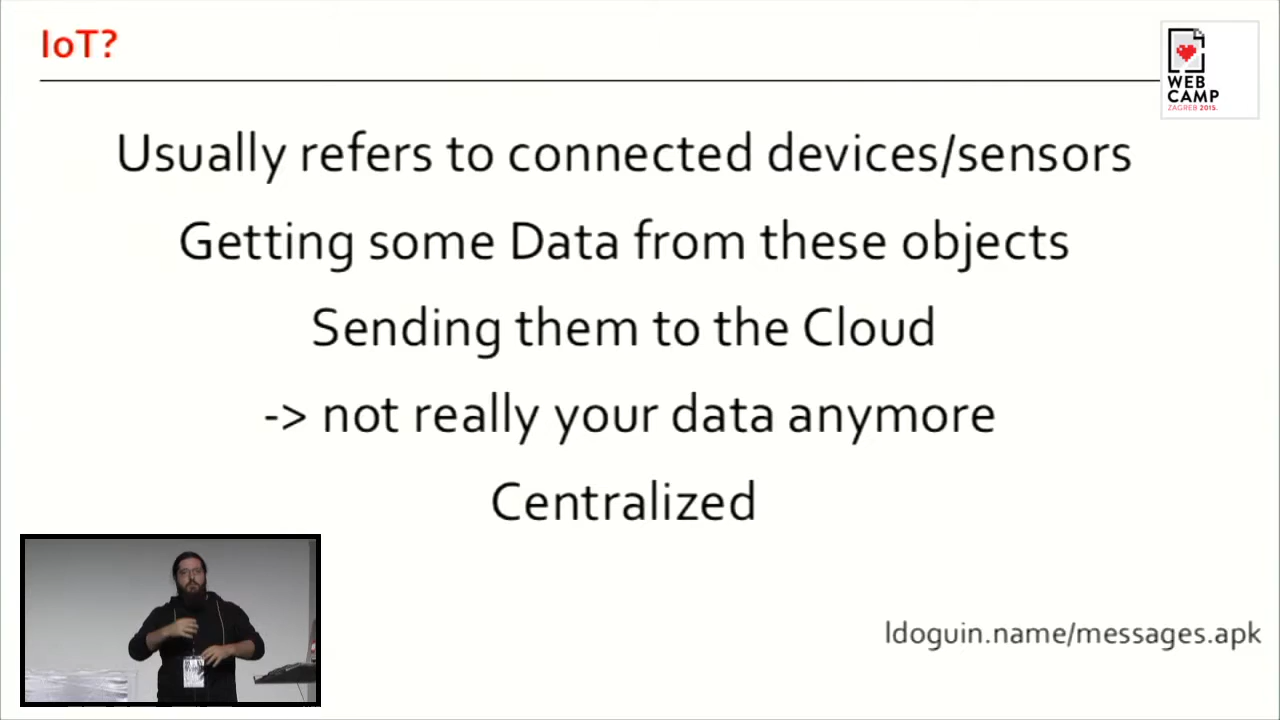 IoT?
WEB
CAMP
ZAGREB 2015.
Usually refers to connected devices/sensors
Getting some Data from these objects
Sending them to the Cloud
-> not really your data anymore
Centralized
ldoguin.name/messages.apk